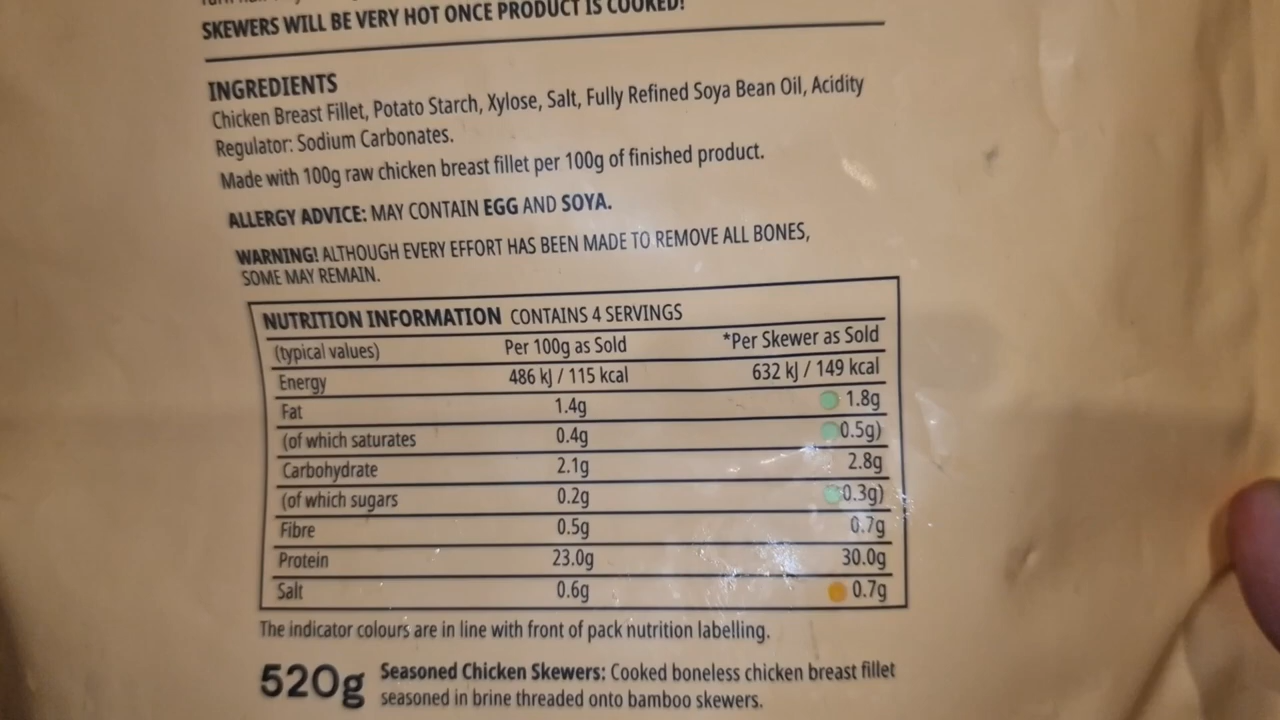 SKEWERS WILL BE VERY HOT ONCE PRODUCT IS COOKED!
INGREDIENTS
Chicken Breast Fillet, Potato Starch, Xylose, Salt, Fully Refined Soya Bean Oil, Acidity
Regulator: Sodium Carbonates.
Made with 100g raw chicken breast fillet per 100g of finished product.
ALLERGY ADVICE: MAY CONTAIN EGG AND SOYA.
WARNING! ALTHOUGH EVERY EFFORT HAS BEEN MADE TO REMOVE ALL BONES,
SOME MAY REMAIN.
NUTRITION INFORMATION CONTAINS 4 SERVINGS
(typical values) Per 100g as Sold *Per Skewer as Sold
Energy 486 kJ / 115 kcal 632 kJ / 149 kcal
Fat 1.4g 1.8g
(of which saturates 0.4g 0.5g)
Carbohydrate 2.1g 2.8g
(of which sugars 0.2g 0.3g)
Fibre 0.5g 0.7g
Protein 23.0g 30.0g
Salt 0.6g 0.7g
The indicator colours are in line with front of pack nutrition labelling.
520g Seasoned Chicken Skewers: Cooked boneless chicken breast fillet
seasoned in brine threaded onto bamboo skewers.